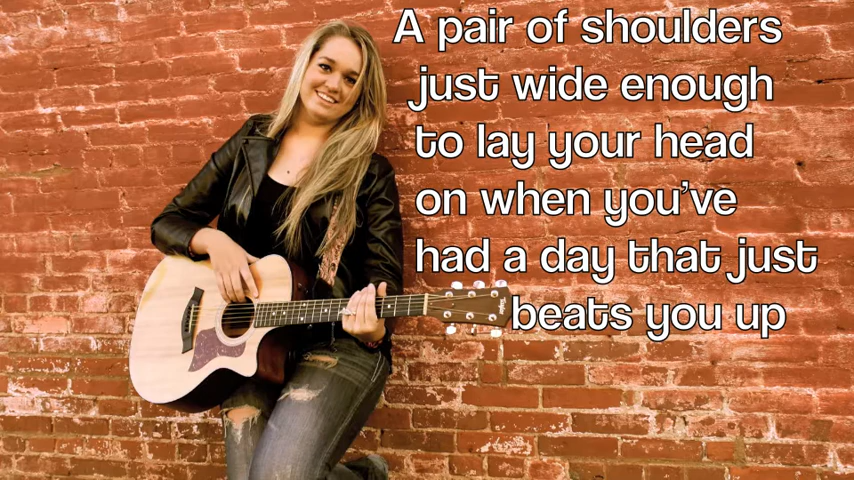 A pair of shoulders
just wide enough
to lay your head
on when you've
had a day that just
beats you up